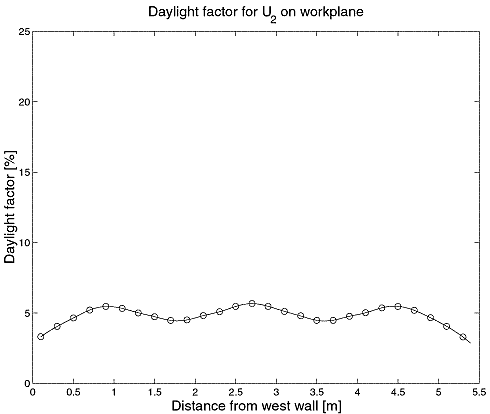 Daylight factor for U2 on workplane
25
20
15
10
5
0
Daylight factor [%]
0 0.5 1 1.5 2 2.5 3 3.5 4 4.5 5 5.5
Distance from west wall [m]